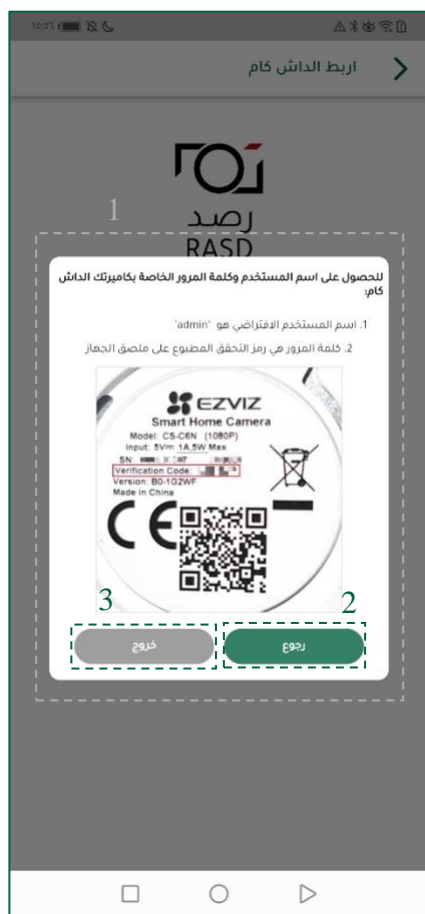 ١٥:٥٦
اربط الداش كام
1
رصد
RASD
للحصول على اسم المستخدم وكلمة المرور الخاصة بكاميرتك الداش
كام:
1. اسم المستخدم الافتراضي هو "admin"
2. كلمة المرور هي رمز التحقق المطبوع على ملصق الجهاز
EZVIZ
Smart Home Camera
Model: CS-C6N (1080P)
Input: 5V⎓ 1A,5W Max
SN:
Verification Code:
Version: B0-1G2WF
Made in China
CE
3
2
رجوع
خروج